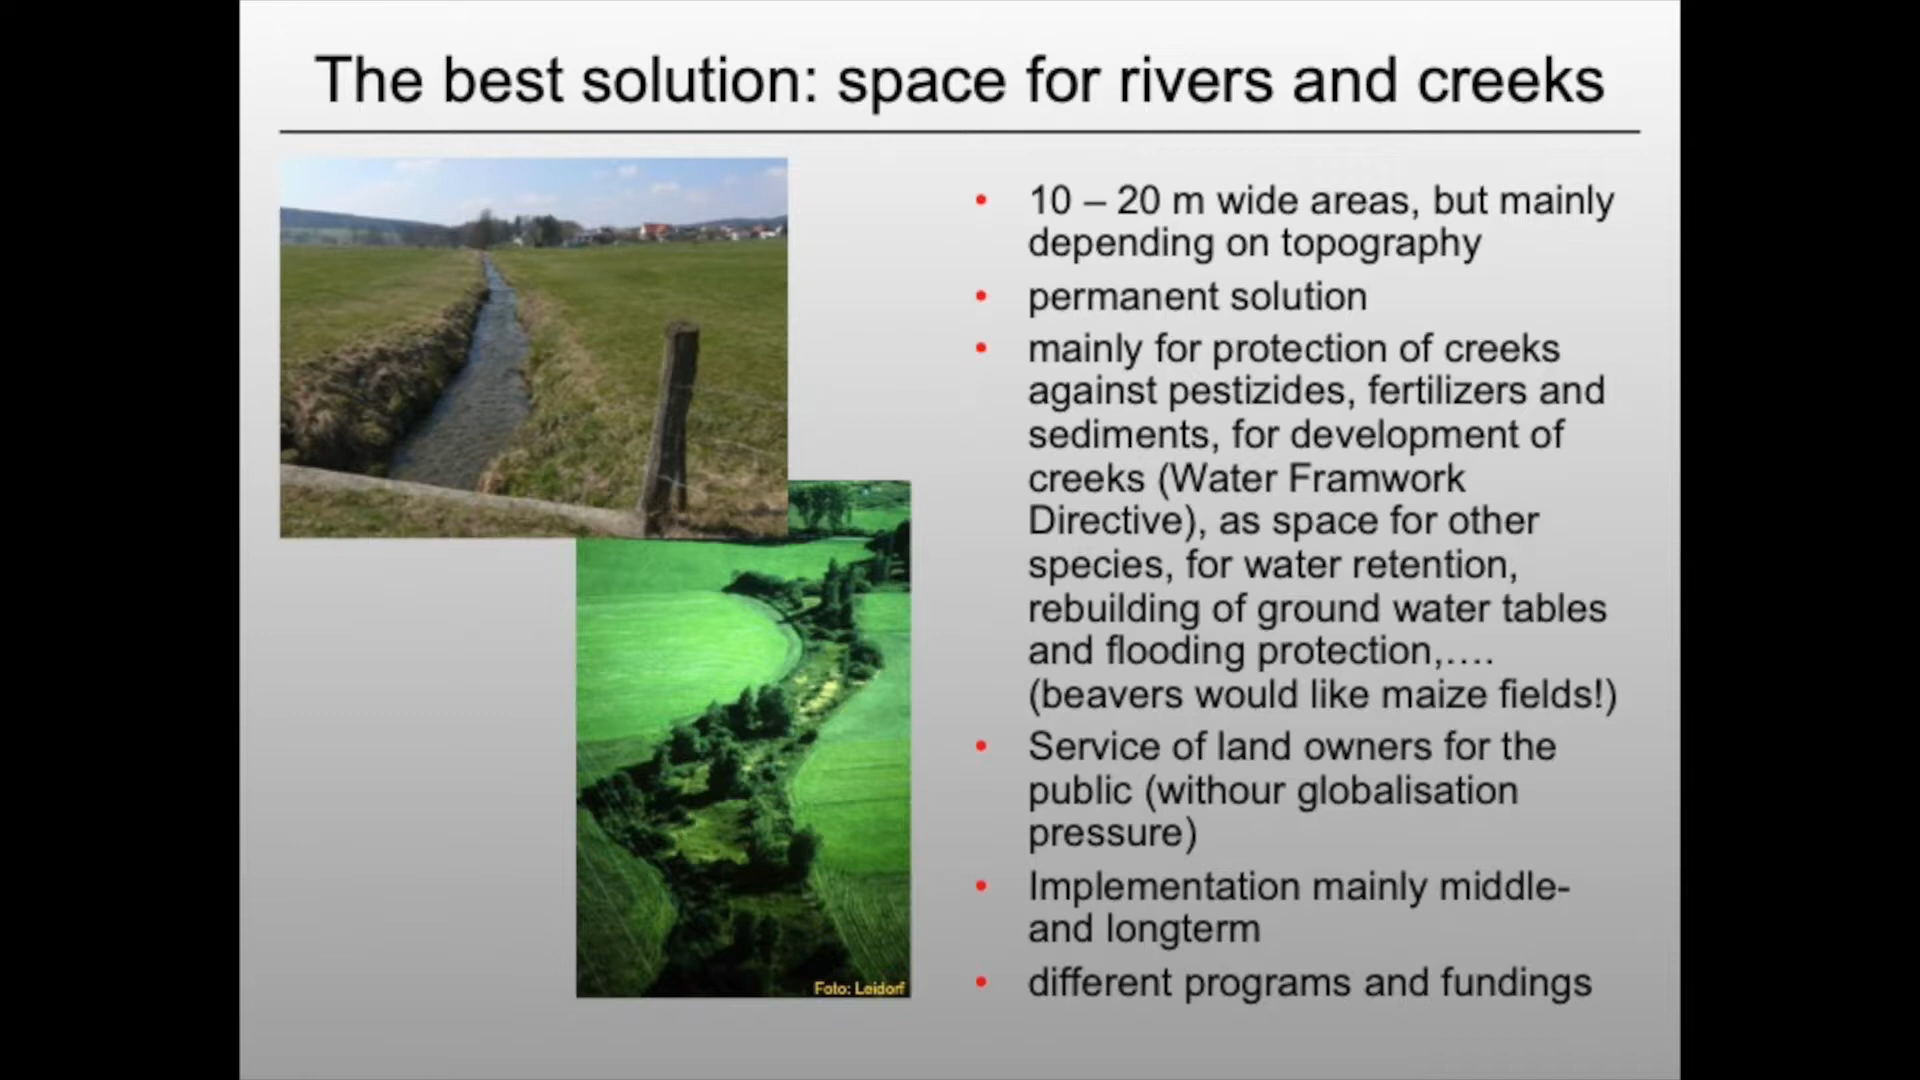 The best solution: space for rivers and creeks
• 10 – 20 m wide areas, but mainly
depending on topography
• permanent solution
• mainly for protection of creeks
against pestizides, fertilizers and
sediments, for development of
creeks (Water Framwork
Directive), as space for other
species, for water retention,
rebuilding of ground water tables
and flooding protection,....
(beavers would like maize fields!)
• Service of land owners for the
public (withour globalisation
pressure)
• Implementation mainly middle-
and longterm
• different programs and fundings
Foto: Leidorf